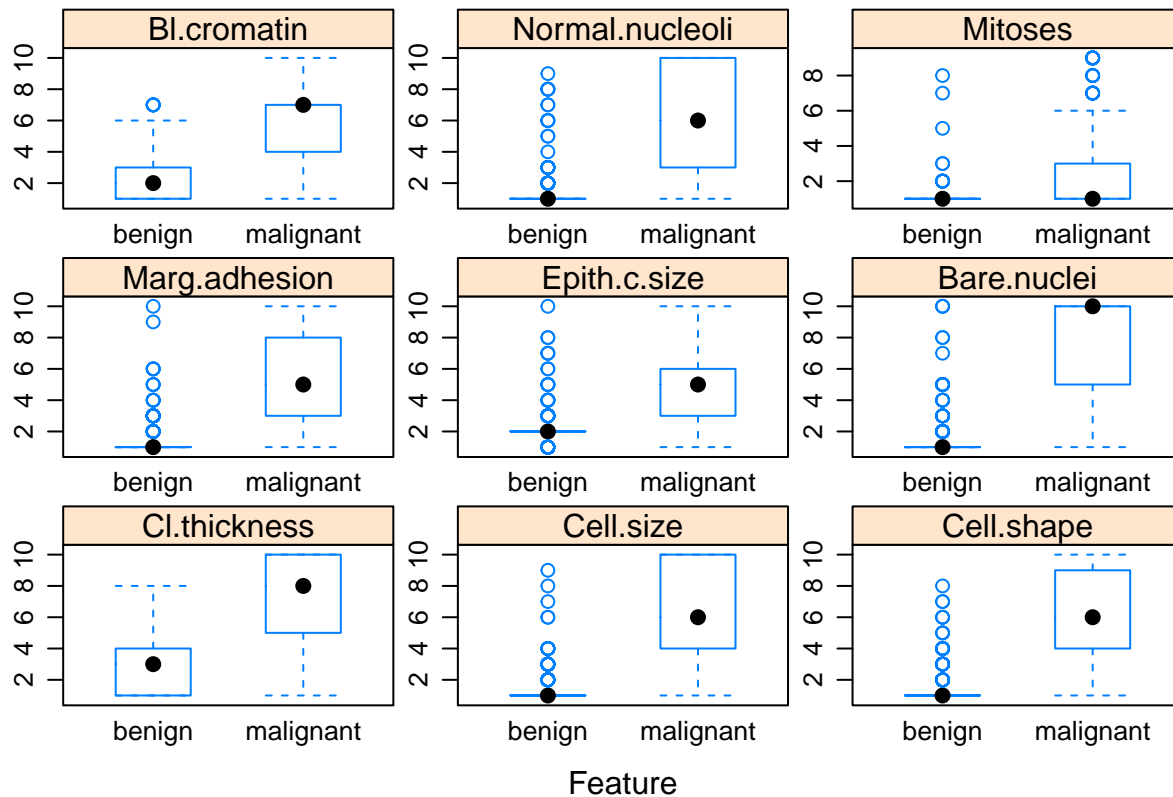 Bl.cromatin Normal.nucleoli Mitoses
2 4 6 8 10 2 4 6 8 10 2 4 6 8
benign malignant benign malignant benign malignant
Marg.adhesion Epith.c.size Bare.nuclei
2 4 6 8 10 2 4 6 8 10 2 4 6 8 10
benign malignant benign malignant benign malignant
Cl.thickness Cell.size Cell.shape
2 4 6 8 10 2 4 6 8 10 2 4 6 8 10
benign malignant benign malignant benign malignant
Feature